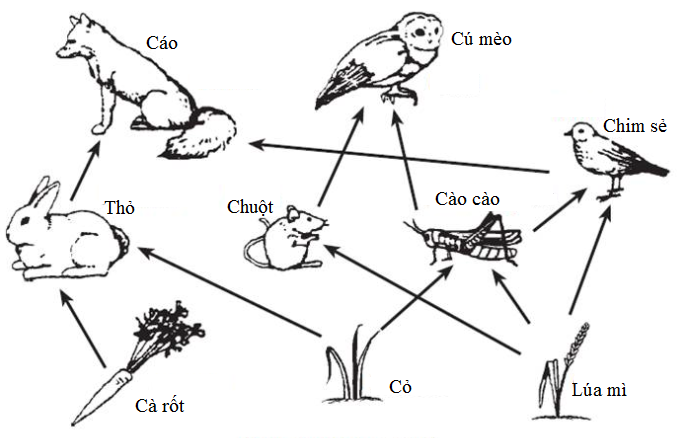 Cáo
Cú mèo
Chim sẻ
Thỏ
Chuột
Cào cào
Cà rốt
Cỏ
Lúa mì